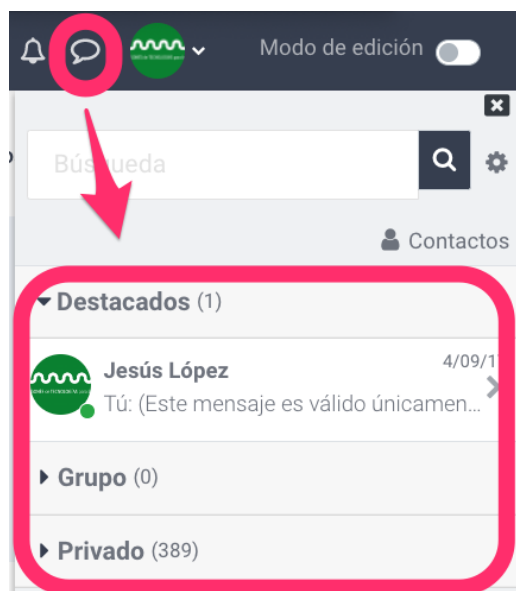 Modo de edición
Búsqueda
Contactos
Destacados (1)
Jesús López 4/09/1
Tú: (Este mensaje es válido únicamen...
Grupo (0)
Privado (389)